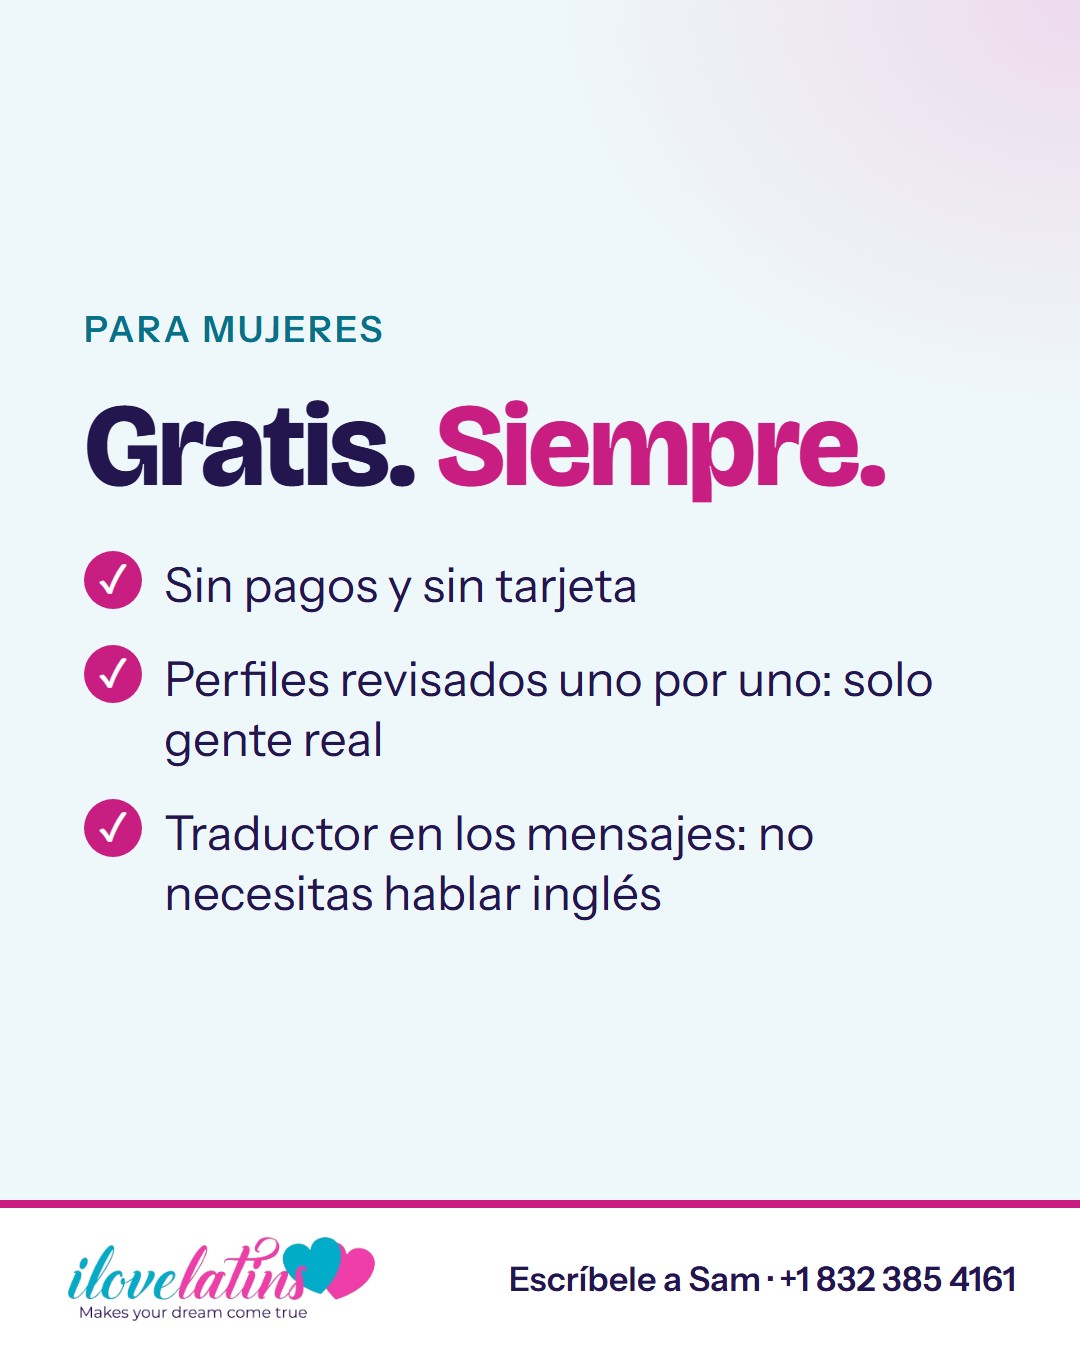 PARA MUJERES
Gratis. Siempre.
✓ Sin pagos y sin tarjeta
✓ Perfiles revisados uno por uno: solo
gente real
✓ Traductor en los mensajes: no
necesitas hablar inglés
ilovelatins
Makes your dream come true
Escríbele a Sam · +1 832 385 4161